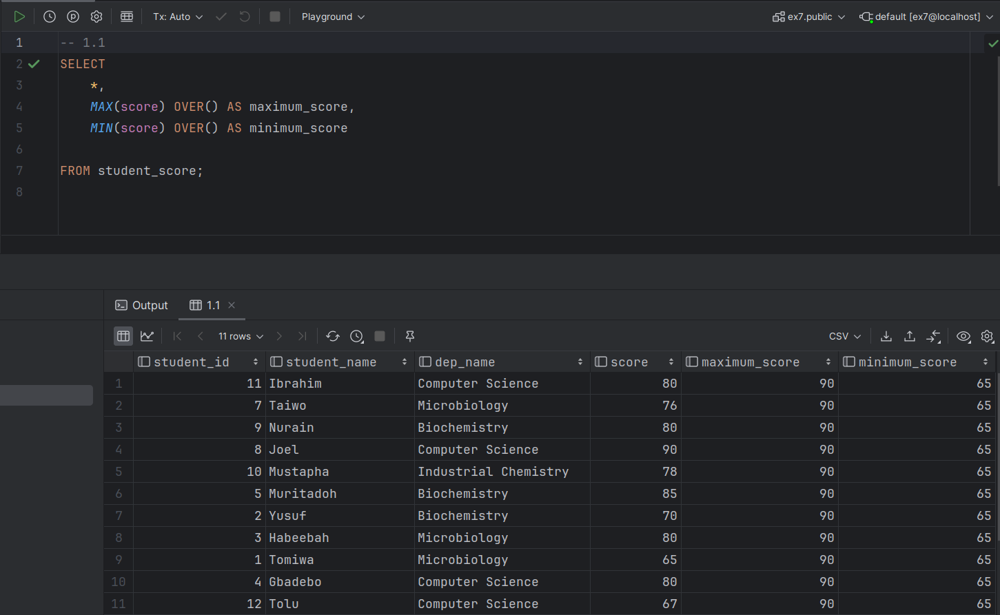 Tx: Auto Playground ex7.public default [ex7@localhost]
1 -- 1.1
2 SELECT
3 *,
4 MAX(score) OVER() AS maximum_score,
5 MIN(score) OVER() AS minimum_score
6
7 FROM student_score;
8
Output 1.1
11 rows CSV
student_id student_name dep_name score maximum_score minimum_score
1 11 Ibrahim Computer Science 80 90 65
2 7 Taiwo Microbiology 76 90 65
3 9 Nurain Biochemistry 80 90 65
4 8 Joel Computer Science 90 90 65
5 10 Mustapha Industrial Chemistry 78 90 65
6 5 Muritadoh Biochemistry 85 90 65
7 2 Yusuf Biochemistry 70 90 65
8 3 Habeebah Microbiology 80 90 65
9 1 Tomiwa Microbiology 65 90 65
10 4 Gbadebo Computer Science 80 90 65
11 12 Tolu Computer Science 67 90 65